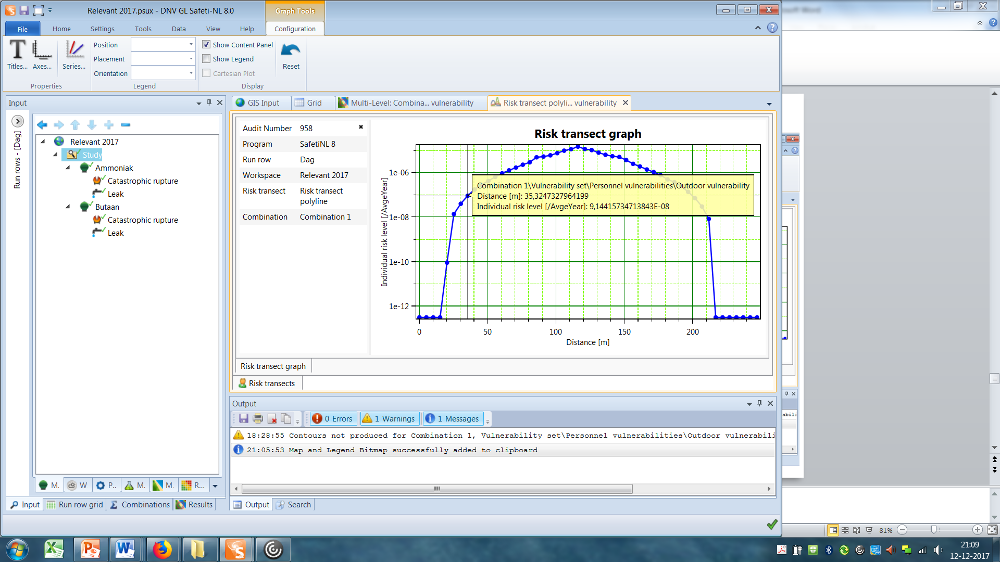 Relevant 2017.psux - DNV GL Safeti-NL 8.0
Graph Tools
File Home Settings Tools Data View Help Configuration
Titles... Axes... Series...
Properties
Position
Placement
Orientation
Legend
Show Content Panel
Show Legend
Cartesian Plot
Display
Reset
Input
Run rows - [Dag]
Relevant 2017
Study
Ammoniak
Catastrophic rupture
Leak
Butaan
Catastrophic rupture
Leak
M. W P.. M. M. R...
Input Run row grid Combinations Results
GIS Input Grid Multi-Level: Combina... vulnerability Risk transect polyli... vulnerability
Audit Number 958
Program SafetiNL 8
Run row Dag
Workspace Relevant 2017
Risk transect Risk transect
polyline
Combination Combination 1
Risk transect graph
Individual risk level [/AvgeYear]
1e-06
1e-08
1e-10
1e-12
0 50 100 150 200
Distance [m]
Combination 1\Vulnerability set\Personnel vulnerabilities\Outdoor vulnerability
Distance [m]: 35,3247327964199
Individual risk level [/AvgeYear]: 9,14415734713843E-08
Risk transect graph
Risk transects
Output
0 Errors 1 Warnings 1 Messages
18:28:55 Contours not produced for Combination 1, Vulnerability set\Personnel vulnerabilities\Outdoor vulnerabili
21:05:53 Map and Legend Bitmap successfully added to clipboard
Output Search
abili
81%
21:09
12-12-2017